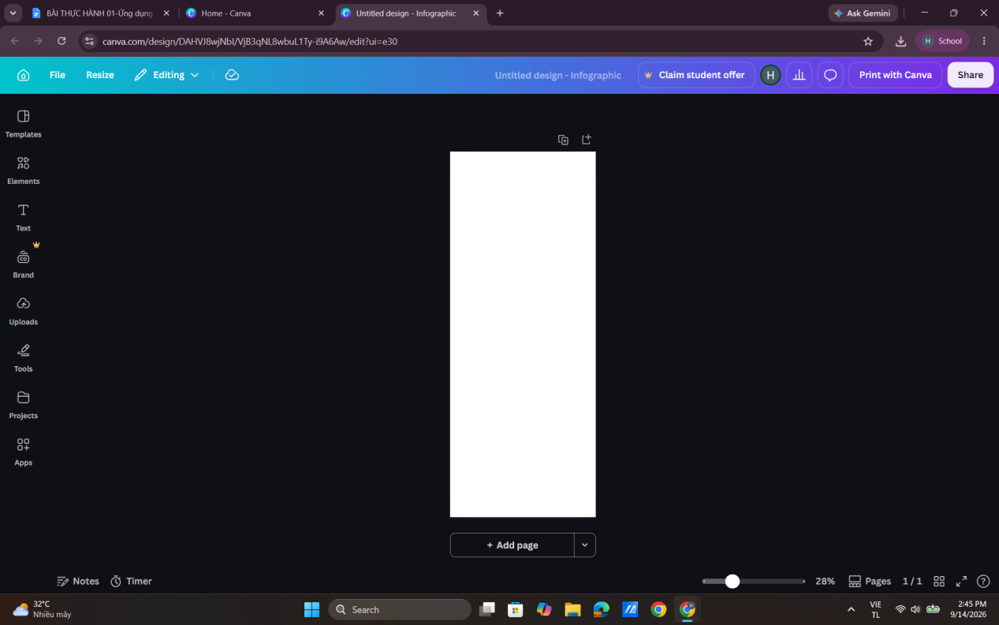 BÀI THỰC HÀNH 01-Ứng dụng
Home - Canva
Untitled design - Infographic
Ask Gemini
canva.com/design/DAHVJ8wjNbI/VjB3qNL8wbuL1Ty-i9A6Aw/edit?ui=e30
H
School
File
Resize
Editing
Untitled design - Infographic
Claim student offer
H
Print with Canva
Share
Templates
Elements
Text
Brand
Uploads
Tools
Projects
Apps
+ Add page
Notes
Timer
28%
Pages
1 / 1
32°C
Nhiều mây
Search
VIE
TL
2:45 PM
9/14/2026